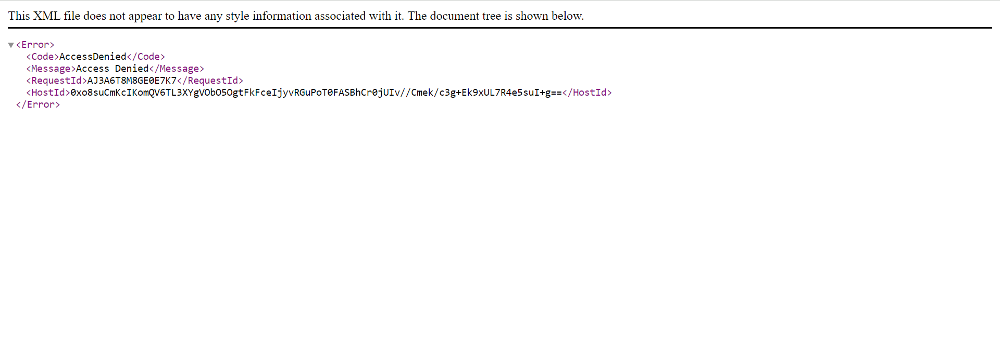 This XML file does not appear to have any style information associated with it. The document tree is shown below.
<Error>
<Code>AccessDenied</Code>
<Message>Access Denied</Message>
<RequestId>AJ3A6T8M8GE0E7K7</RequestId>
<HostId>0xo8suCmKcIKomQV6TL3XYgVObO5OgtFkFceIjyvRGuPoT0FASBhCr0jUIv//Cmek/c3g+Ek9xUL7R4e5suI+g==</HostId>
</Error>